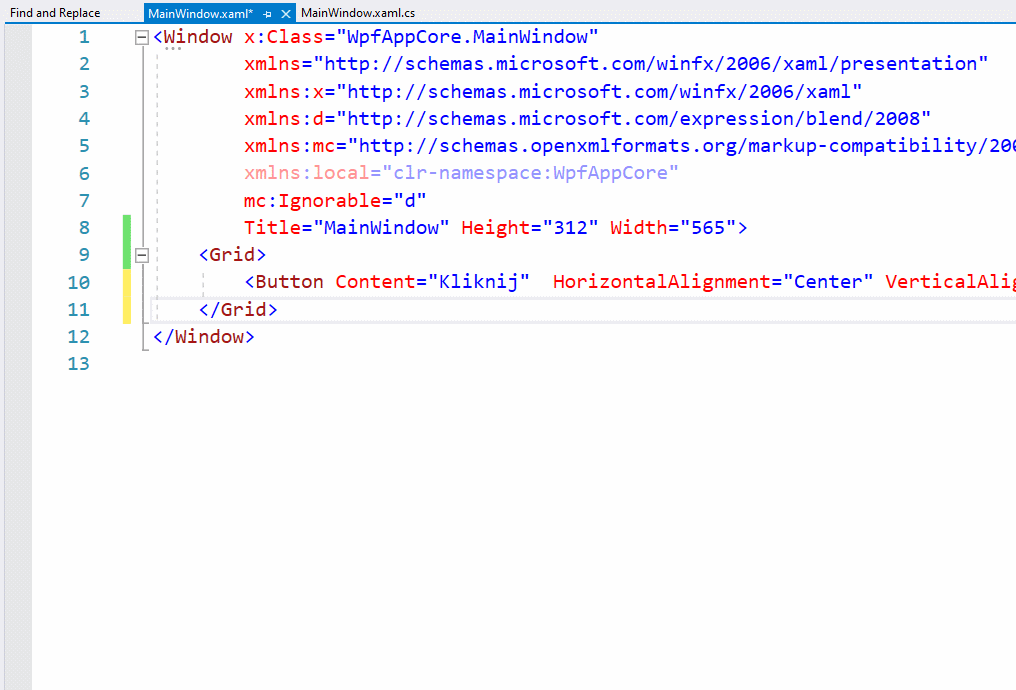 Find and Replace MainWindow.xaml* MainWindow.xaml.cs
1 <Window x:Class="WpfAppCore.MainWindow"
2 xmlns="http://schemas.microsoft.com/winfx/2006/xaml/presentation"
3 xmlns:x="http://schemas.microsoft.com/winfx/2006/xaml"
4 xmlns:d="http://schemas.microsoft.com/expression/blend/2008"
5 xmlns:mc="http://schemas.openxmlformats.org/markup-compatibility/200
6 xmlns:local="clr-namespace:WpfAppCore"
7 mc:Ignorable="d"
8 Title="MainWindow" Height="312" Width="565">
9 <Grid>
10 <Button Content="Kliknij"  HorizontalAlignment="Center" VerticalAlig
11 </Grid>
12 </Window>
13